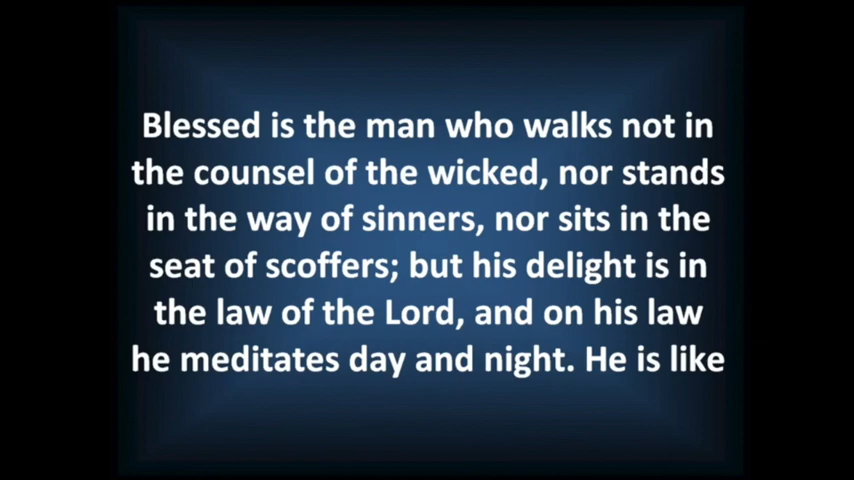 Blessed is the man who walks not in
the counsel of the wicked, nor stands
in the way of sinners, nor sits in the
seat of scoffers; but his delight is in
the law of the Lord, and on his law
he meditates day and night. He is like